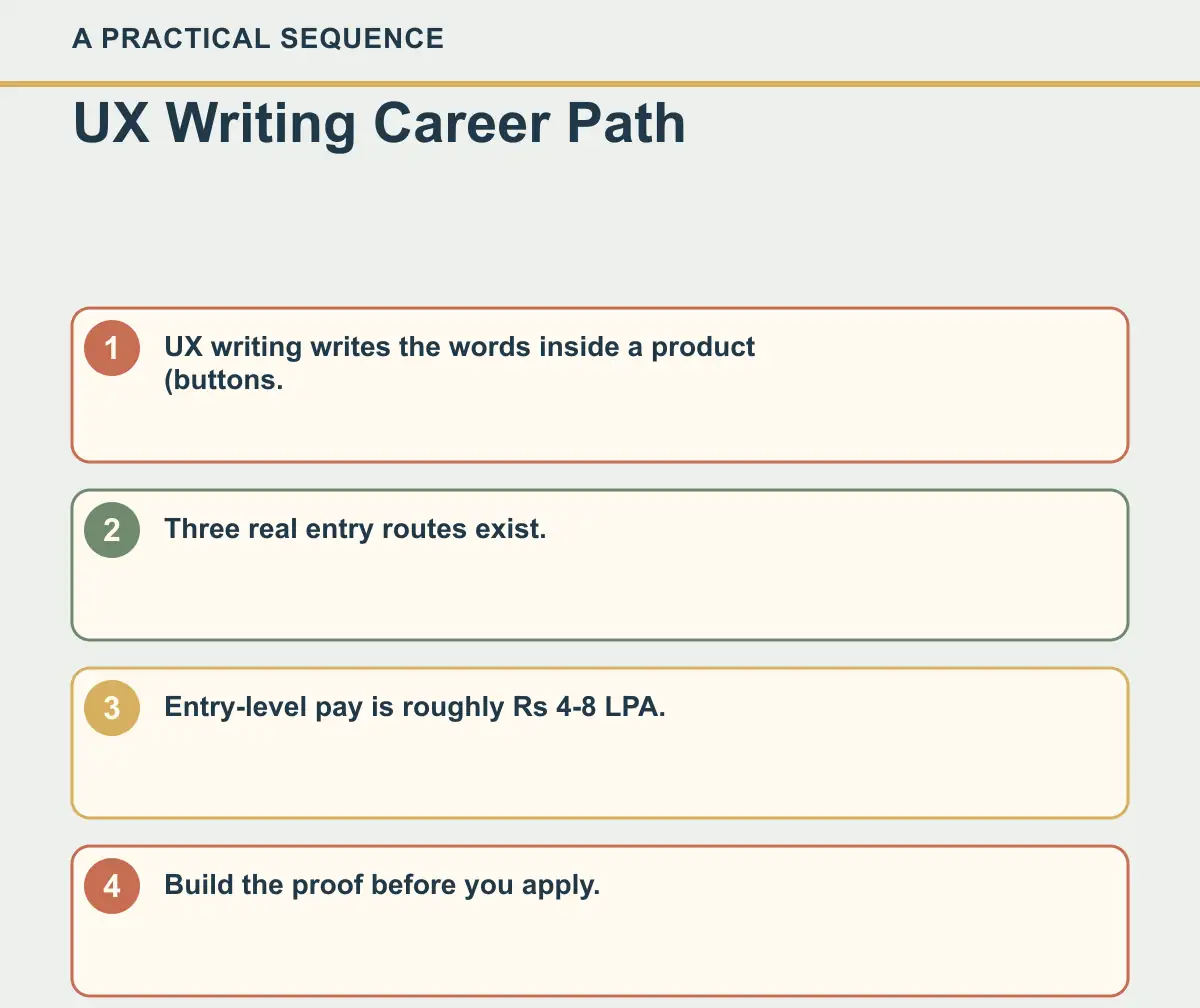 A PRACTICAL SEQUENCE
UX Writing Career Path
1
UX writing writes the words inside a product
(buttons.
2
Three real entry routes exist.
3
Entry-level pay is roughly Rs 4-8 LPA.
4
Build the proof before you apply.